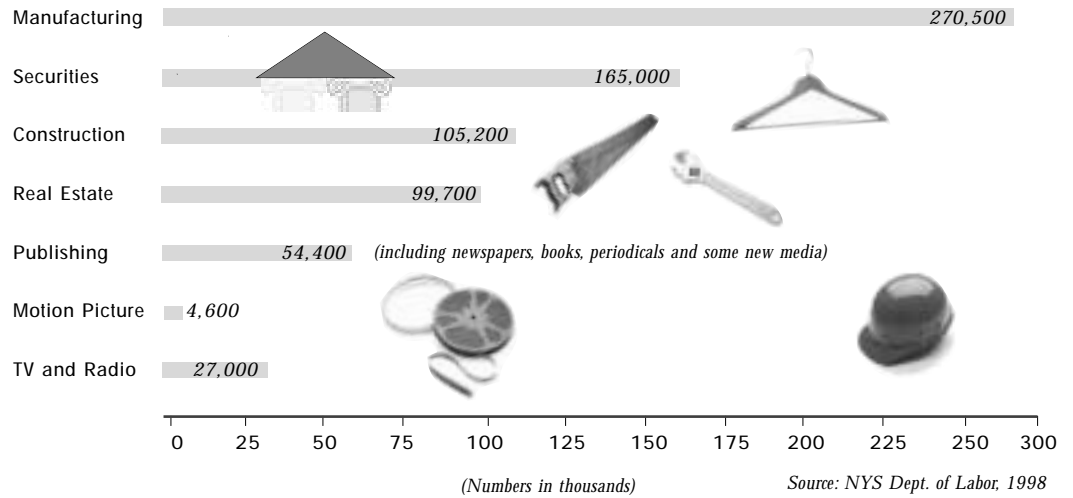 Manufacturing 270,500
Securities 165,000
Construction 105,200
Real Estate 99,700
Publishing 54,400 (including newspapers, books, periodicals and some new media)
Motion Picture 4,600
TV and Radio 27,000
0 25 50 75 100 125 150 175 200 225 250 300
(Numbers in thousands) Source: NYS Dept. of Labor, 1998